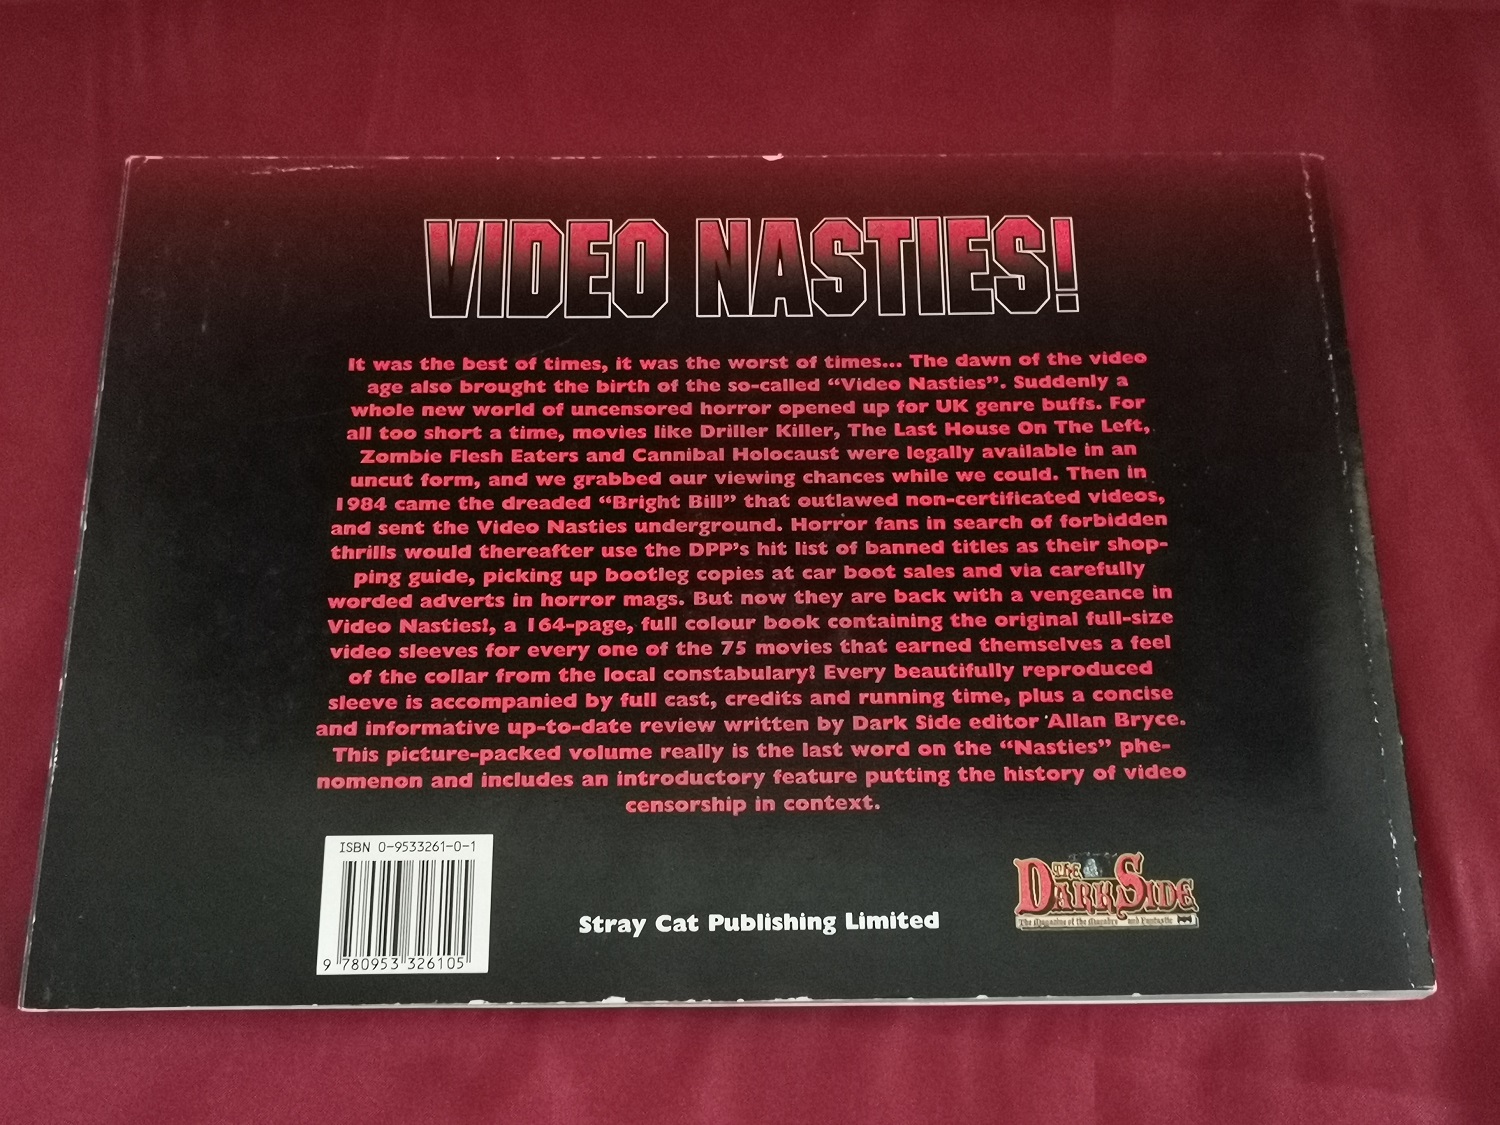 VIDEO NASTIES!
It was the best of times, it was the worst of times... The dawn of the video
age also brought the birth of the so-called “Video Nasties”. Suddenly a
whole new world of uncensored horror opened up for UK genre buffs. For
all too short a time, movies like Driller Killer, The Last House On The Left,
Zombie Flesh Eaters and Cannibal Holocaust were legally available in an
uncut form, and we grabbed our viewing chances while we could. Then in
1984 came the dreaded “Bright Bill” that outlawed non-certificated videos,
and sent the Video Nasties underground. Horror fans in search of forbidden
thrills would thereafter use the DPP's hit list of banned titles as their shop-
ping guide, picking up bootleg copies at car boot sales and via carefully
worded adverts in horror mags. But now they are back with a vengeance in
Video Nasties!, a 164-page, full colour book containing the original full-size
video sleeves for every one of the 75 movies that earned themselves a feel
of the collar from the local constabulary! Every beautifully reproduced
sleeve is accompanied by full cast, credits and running time, plus a concise
and informative up-to-date review written by Dark Side editor Allan Bryce.
This picture-packed volume really is the last word on the “Nasties” phe-
nomenon and includes an introductory feature putting the history of video
censorship in context.
ISBN 0-9533261-0-1
9 780953 326105
Stray Cat Publishing Limited
THE
DARK SIDE
The Magazine of the Macabre and Fantastic